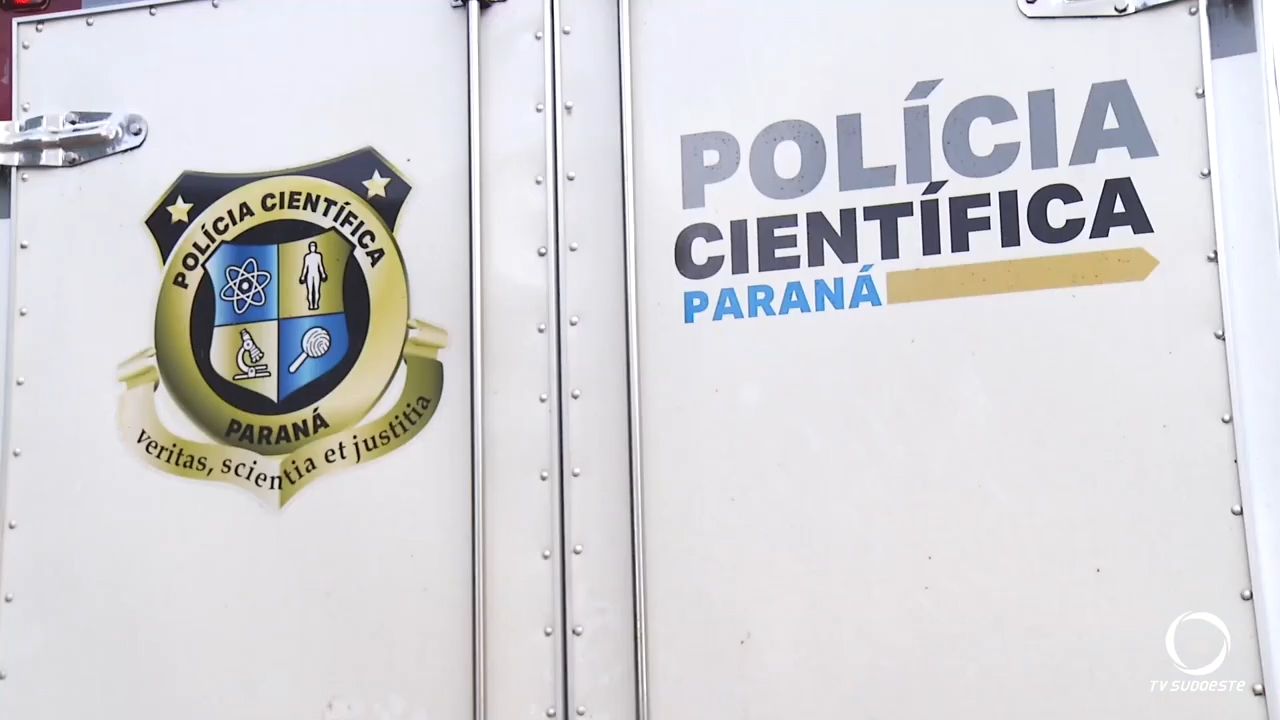 POLÍCIA CIENTÍFICA
PARANÁ
veritas, scientia et justitia
POLÍCIA
CIENTÍFICA
PARANÁ
TV SUDOESTE